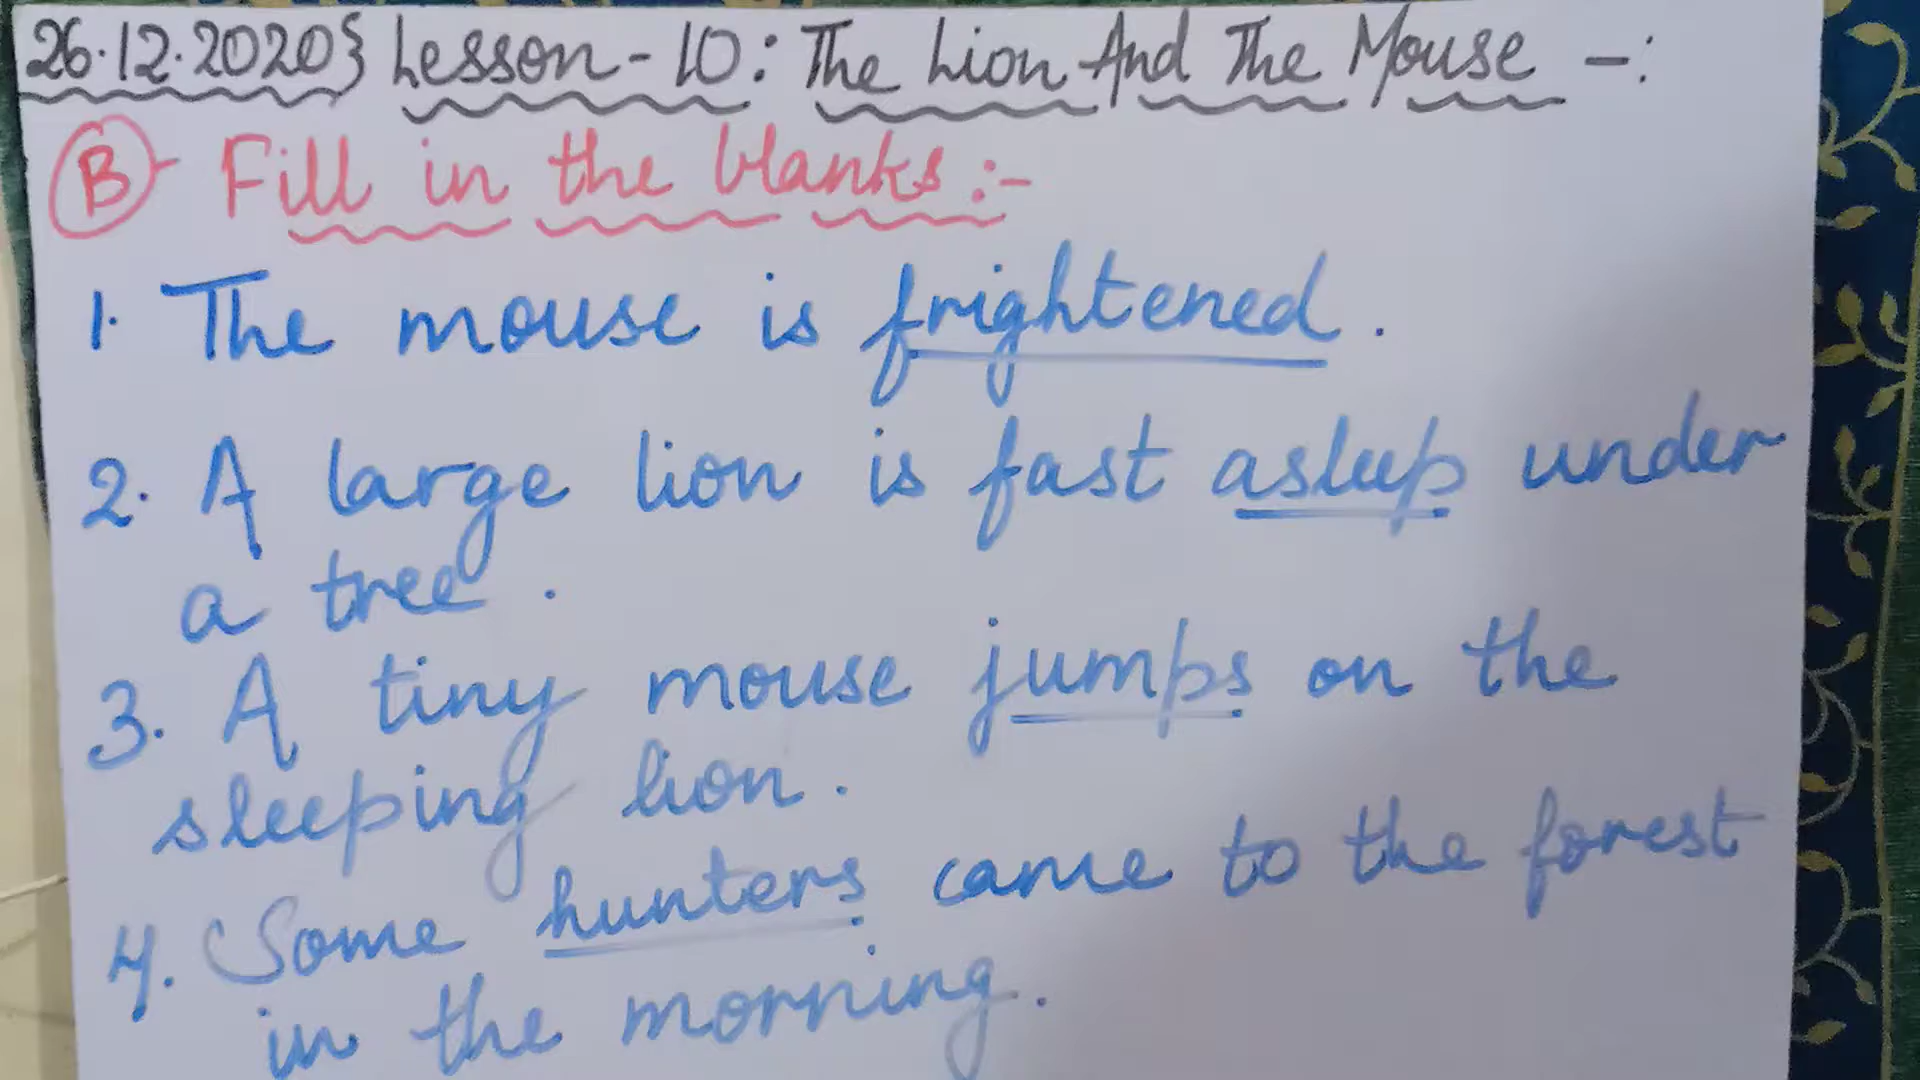 26.12.2020} Lesson-10: The Lion And The Mouse -:
B- Fill in the blanks:-
1. The mouse is frightened.
2. A large lion is fast asleep under
a tree.
3. A tiny mouse jumps on the
sleeping lion.
4. Some hunters came to the forest
in the morning.